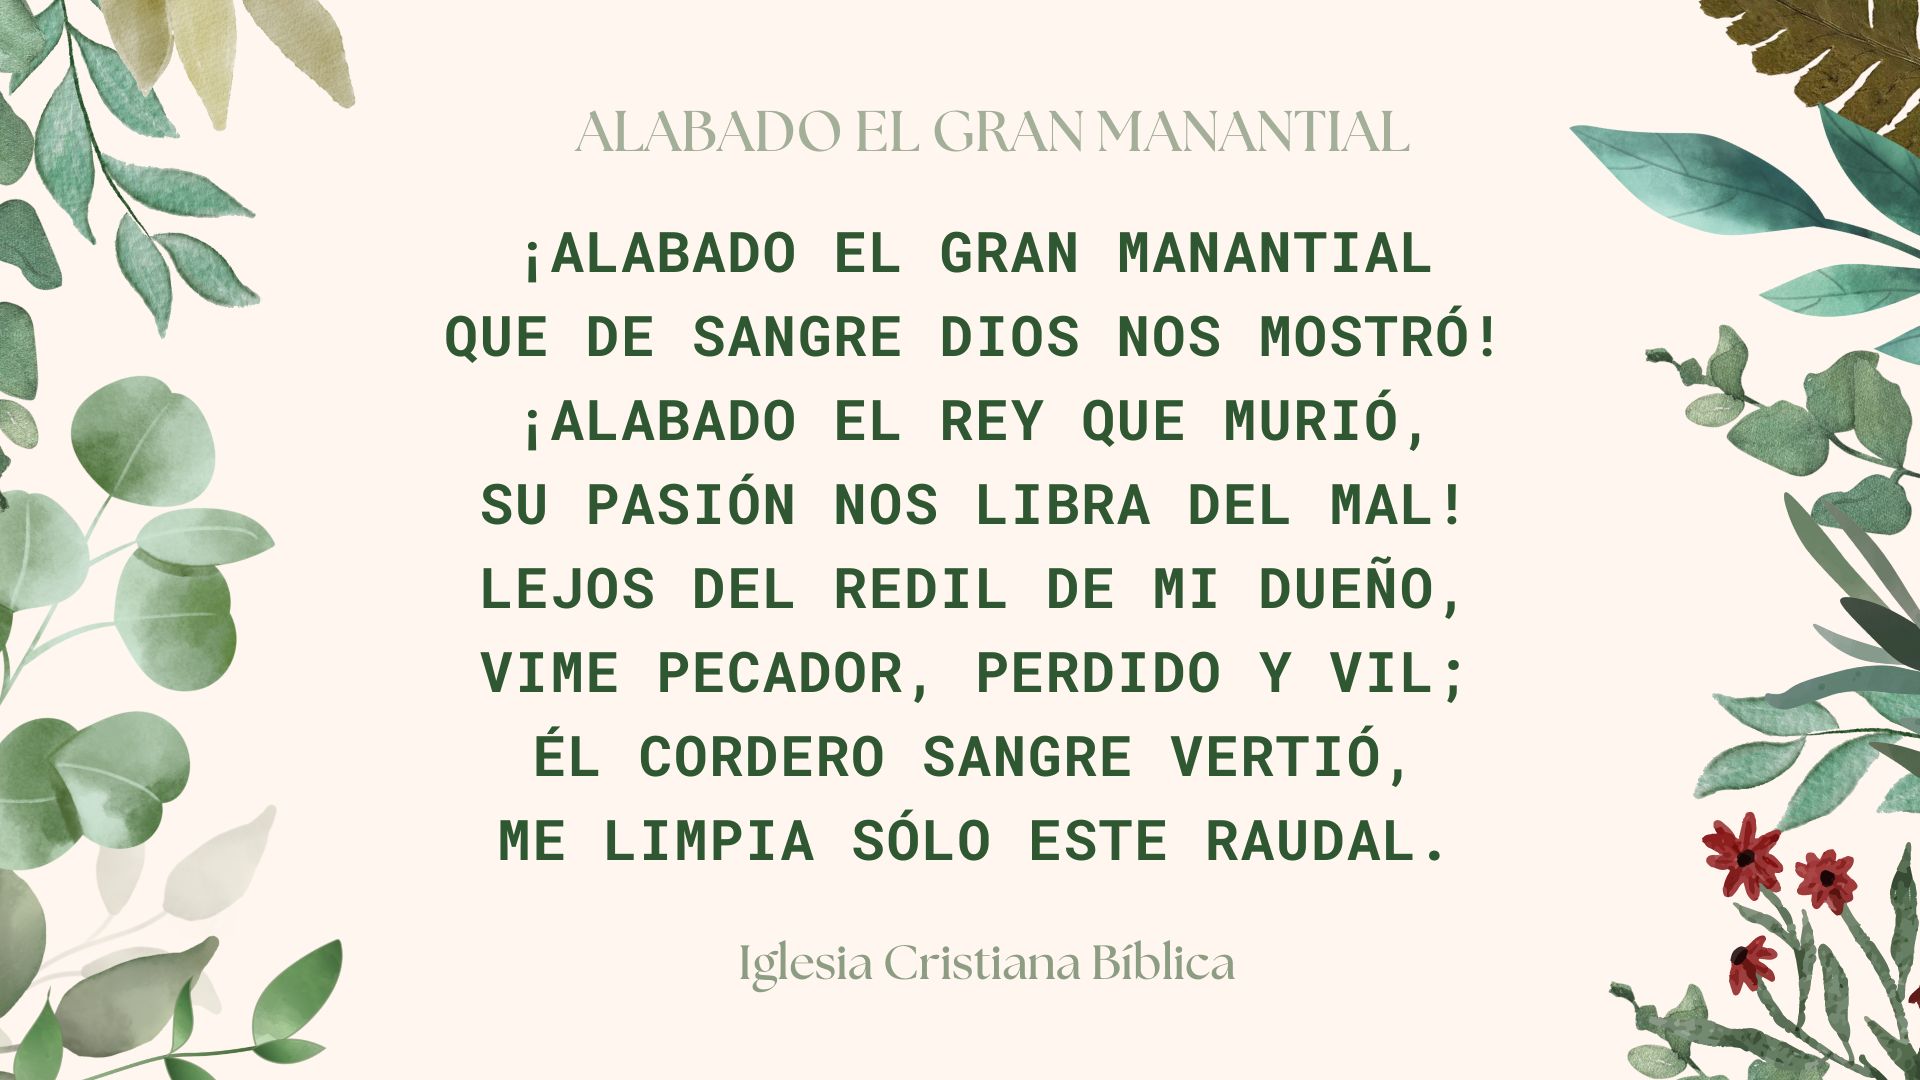 ALABADO EL GRAN MANANTIAL
¡ALABADO EL GRAN MANANTIAL
QUE DE SANGRE DIOS NOS MOSTRÓ!
¡ALABADO EL REY QUE MURIÓ,
SU PASIÓN NOS LIBRA DEL MAL!
LEJOS DEL REDIL DE MI DUEÑO,
VIME PECADOR, PERDIDO Y VIL;
ÉL CORDERO SANGRE VERTIÓ,
ME LIMPIA SÓLO ESTE RAUDAL.
Iglesia Cristiana Bíblica